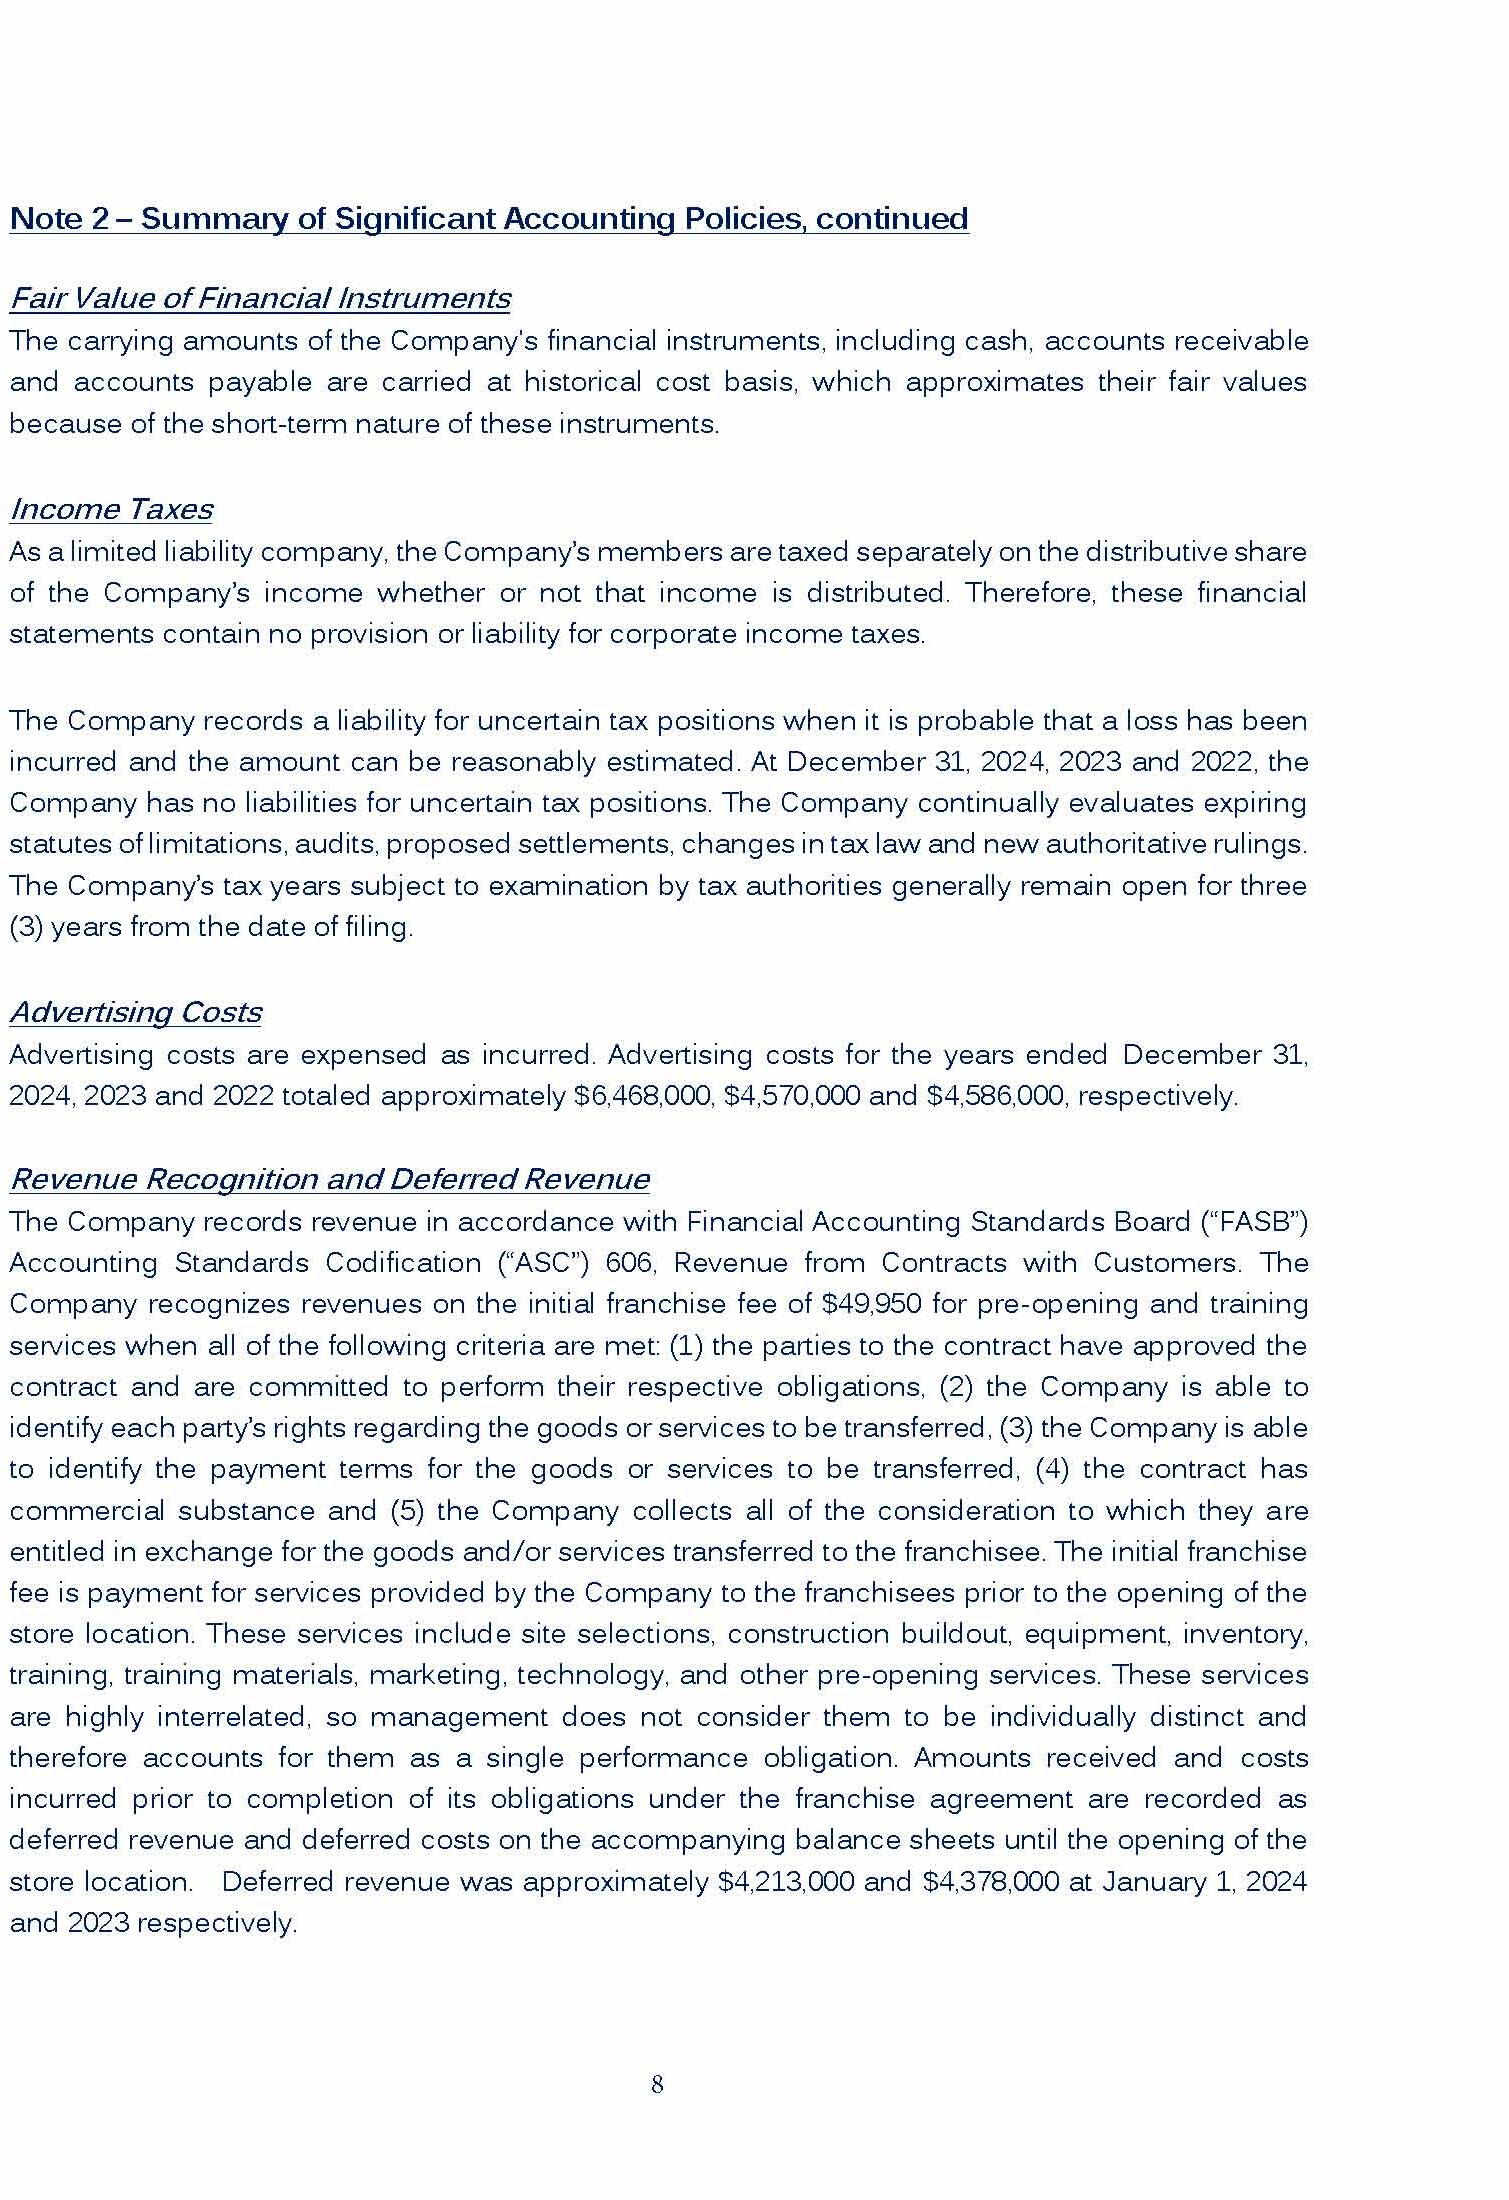 Note 2 – Summary of Significant Accounting Policies, continued
Fair Value of Financial Instruments
The carrying amounts of the Company's financial instruments, including cash, accounts receivable
and accounts payable are carried at historical cost basis, which approximates their fair values
because of the short-term nature of these instruments.
Income Taxes
As a limited liability company, the Company’s members are taxed separately on the distributive share
of the Company’s income whether or not that income is distributed. Therefore, these financial
statements contain no provision or liability for corporate income taxes.
The Company records a liability for uncertain tax positions when it is probable that a loss has been
incurred and the amount can be reasonably estimated. At December 31, 2024, 2023 and 2022, the
Company has no liabilities for uncertain tax positions. The Company continually evaluates expiring
statutes of limitations, audits, proposed settlements, changes in tax law and new authoritative rulings.
The Company’s tax years subject to examination by tax authorities generally remain open for three
(3) years from the date of filing.
Advertising Costs
Advertising costs are expensed as incurred. Advertising costs for the years ended December 31,
2024, 2023 and 2022 totaled approximately $6,468,000, $4,570,000 and $4,586,000, respectively.
Revenue Recognition and Deferred Revenue
The Company records revenue in accordance with Financial Accounting Standards Board (“FASB”)
Accounting Standards Codification (“ASC”) 606, Revenue from Contracts with Customers. The
Company recognizes revenues on the initial franchise fee of $49,950 for pre-opening and training
services when all of the following criteria are met: (1) the parties to the contract have approved the
contract and are committed to perform their respective obligations, (2) the Company is able to
identify each party’s rights regarding the goods or services to be transferred, (3) the Company is able
to identify the payment terms for the goods or services to be transferred, (4) the contract has
commercial substance and (5) the Company collects all of the consideration to which they are
entitled in exchange for the goods and/or services transferred to the franchisee. The initial franchise
fee is payment for services provided by the Company to the franchisees prior to the opening of the
store location. These services include site selections, construction buildout, equipment, inventory,
training, training materials, marketing, technology, and other pre-opening services. These services
are highly interrelated, so management does not consider them to be individually distinct and
therefore accounts for them as a single performance obligation. Amounts received and costs
incurred prior to completion of its obligations under the franchise agreement are recorded as
deferred revenue and deferred costs on the accompanying balance sheets until the opening of the
store location. Deferred revenue was approximately $4,213,000 and $4,378,000 at January 1, 2024
and 2023 respectively.
8